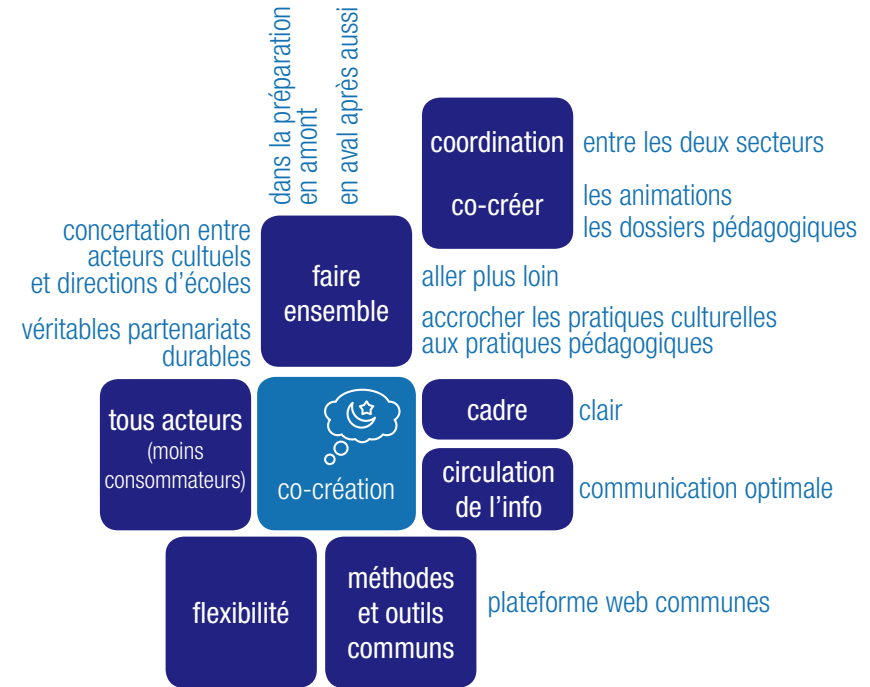 dans la préparation
en amont
en aval après aussi
coordination
entre les deux secteurs
co-créer
les animations
les dossiers pédagogiques
concertation entre
acteurs cultuels
et directions d'écoles
véritables partenariats
durables
faire
ensemble
aller plus loin
accrocher les pratiques culturelles
aux pratiques pédagogiques
tous acteurs
(moins
consommateurs)
co-création
cadre
clair
circulation
de l'info
communication optimale
flexibilité
méthodes
et outils
communs
plateforme web communes